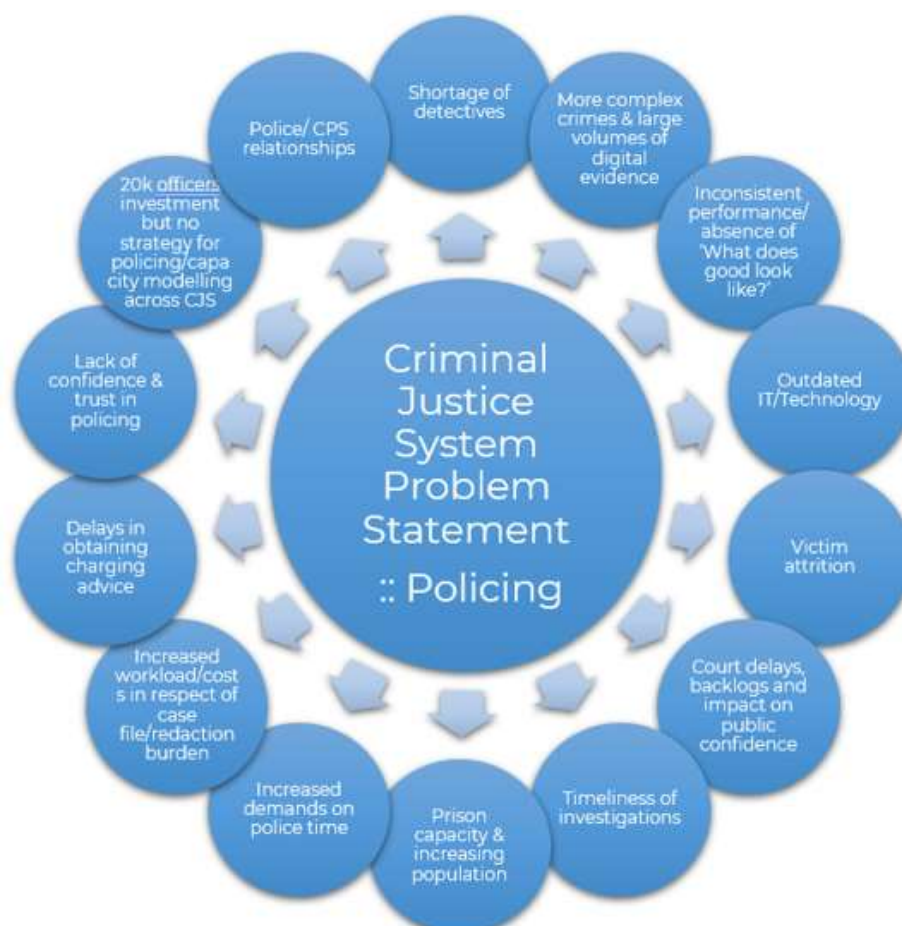 Criminal
Justice
System
Problem
Statement
:: Policing
Shortage of
detectives
More complex
crimes & large
volumes of
digital
evidence
Inconsistent
performance/
absence of
'What does
good look
like?'
Outdated
IT/Technology
Victim
attrition
Court delays,
backlogs and
impact on
public
confidence
Timeliness of
investigations
Prison
capacity &
increasing
population
Increased
demands on
police time
Increased
workload/cost
s in respect of
case
file/redaction
burden
Delays in
obtaining
charging
advice
Lack of
confidence &
trust in
policing
20k officers
investment
but no
strategy for
policing/capa
city modelling
across CJS
Police/ CPS
relationships